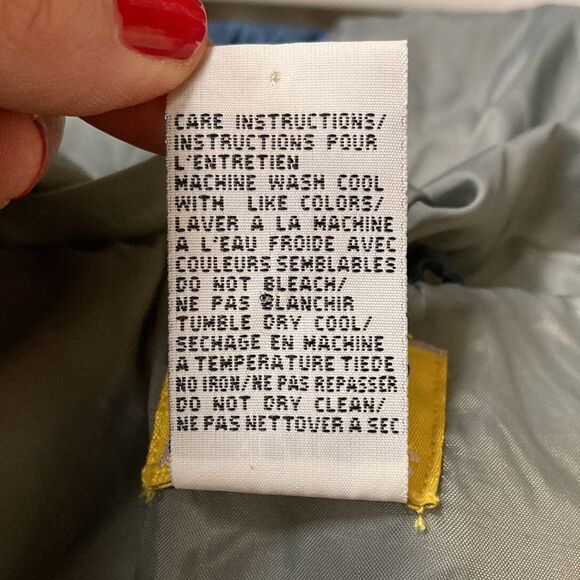 CARE INSTRUCTIONS/
INSTRUCTIONS POUR
L'ENTRETIEN
MACHINE WASH COOL
WITH LIKE COLORS/
LAVER A LA MACHINE
A L'EAU FROIDE AVEC
COULEURS SEMBLABLES
DO NOT BLEACH/
NE PAS BLANCHIR
TUMBLE DRY COOL/
SECHAGE EN MACHINE
A TEMPERATURE TIEDE
NO IRON/NE PAS REPASSER
DO NOT DRY CLEAN/
NE PAS NETTOVER A SEC